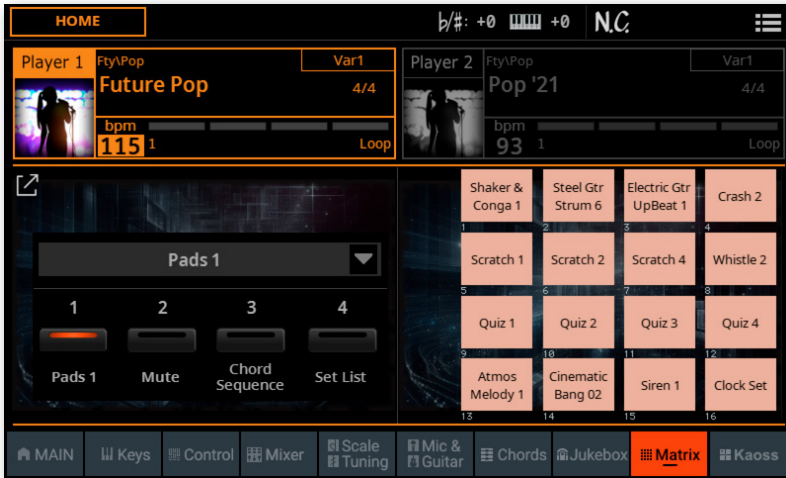 HOME
b/#: +0 +0 N.C.
Player 1
Fty\Pop
Var1
Future Pop
4/4
bpm
115
1
Loop
Player 2
Fty\Pop
Var1
Pop '21
4/4
bpm
93
1
Loop
Pads 1
1 2 3 4
Pads 1
Mute
Chord
Sequence
Set List
Shaker &
Conga 1
Steel Gtr
Strum 6
Electric Gtr
UpBeat 1
Crash 2
1 2 3 4
Scratch 1
Scratch 2
Scratch 4
Whistle 2
5 6 7 8
Quiz 1
Quiz 2
Quiz 3
Quiz 4
9 10 11 12
Atmos
Melody 1
Cinematic
Bang 02
Siren 1
Clock Set
13 14 15 16
MAIN
Keys
Control
Mixer
Scale
Tuning
Mic &
Guitar
Chords
Jukebox
Matrix
Kaoss